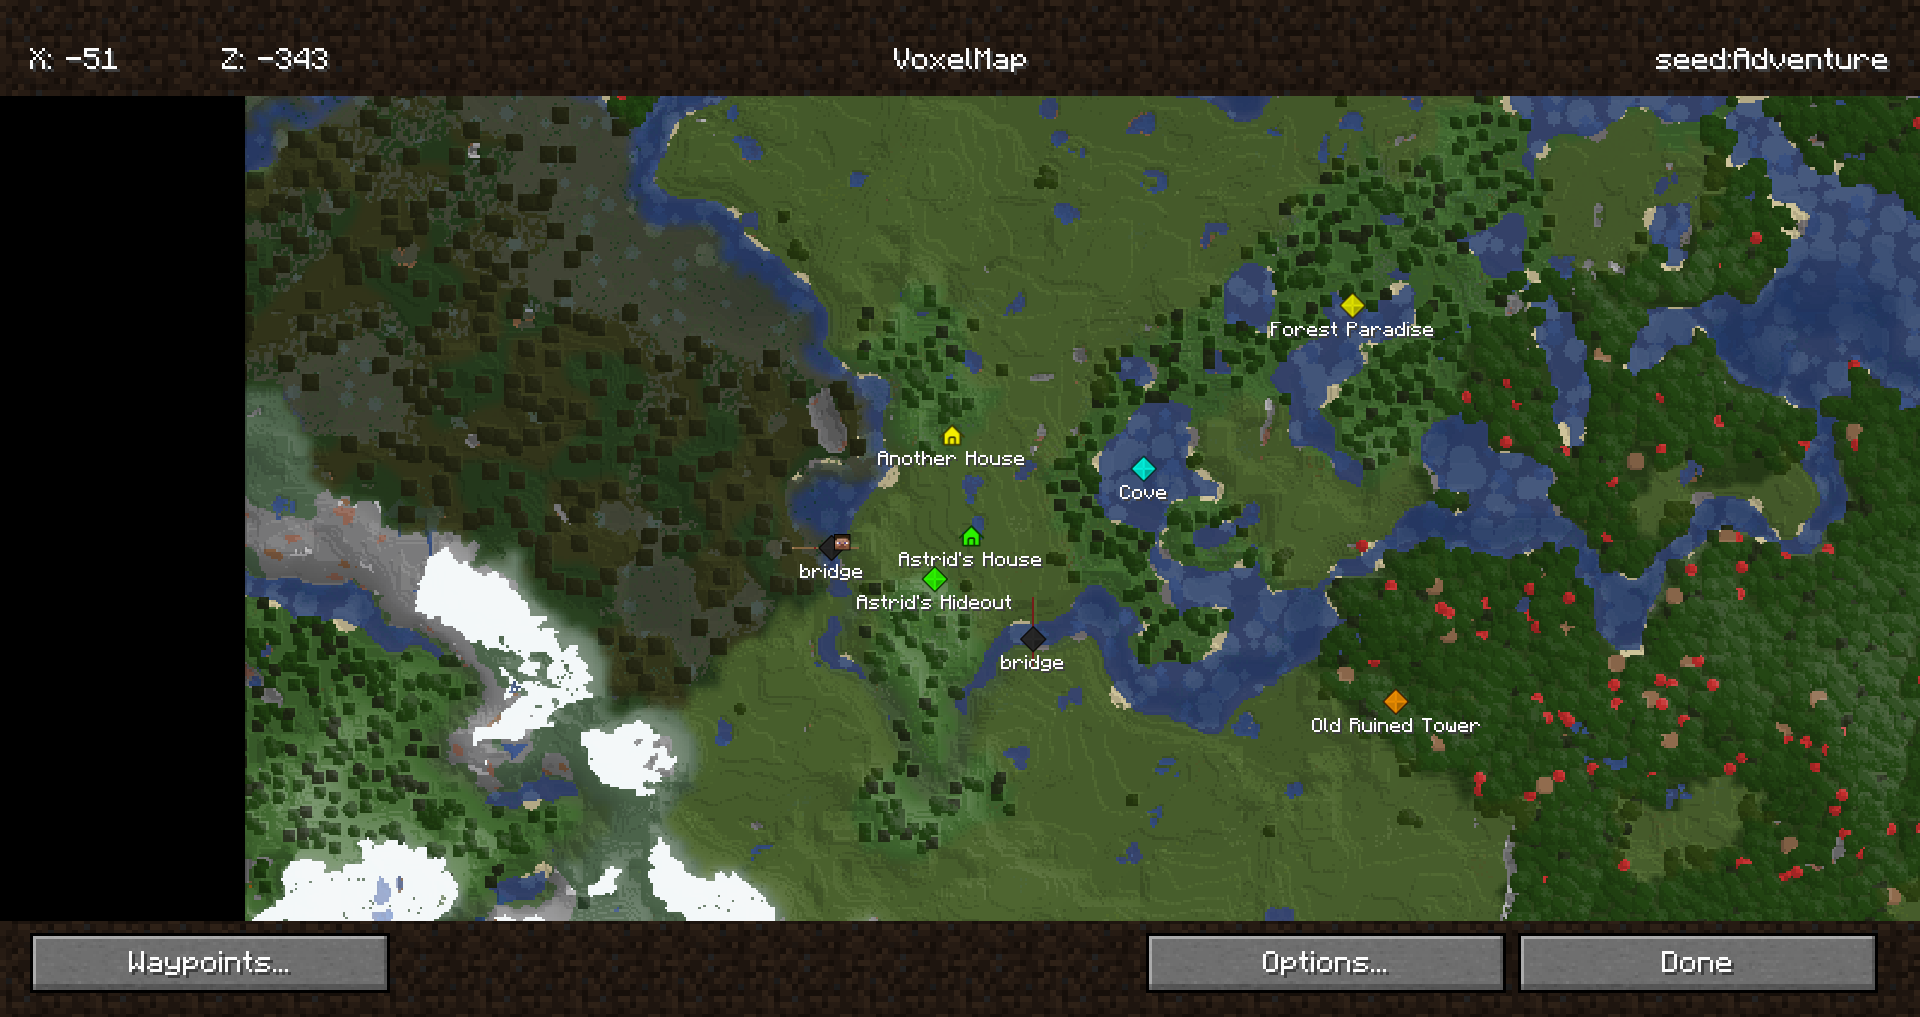 X: -51 Z: -343 VoxelMap seed:Adventure
Forest Paradise
Another House
Cove
Astrid's House
bridge
Astrid's Hideout
bridge
Old Ruined Tower
Waypoints... Options... Done